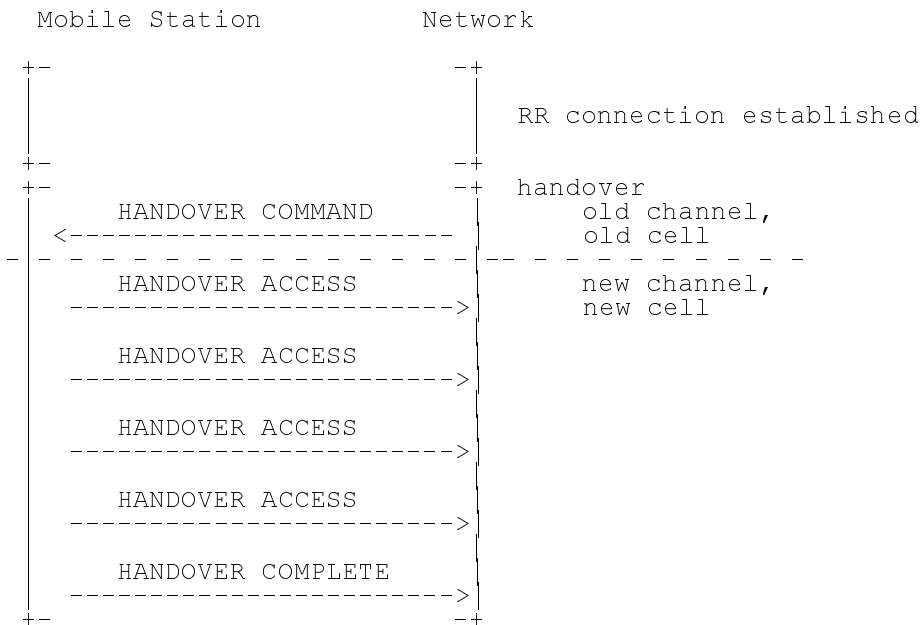 Mobile Station Network
RR connection established
handover
HANDOVER COMMAND old channel,
old cell
HANDOVER ACCESS new channel,
new cell
HANDOVER ACCESS
HANDOVER ACCESS
HANDOVER ACCESS
HANDOVER COMPLETE